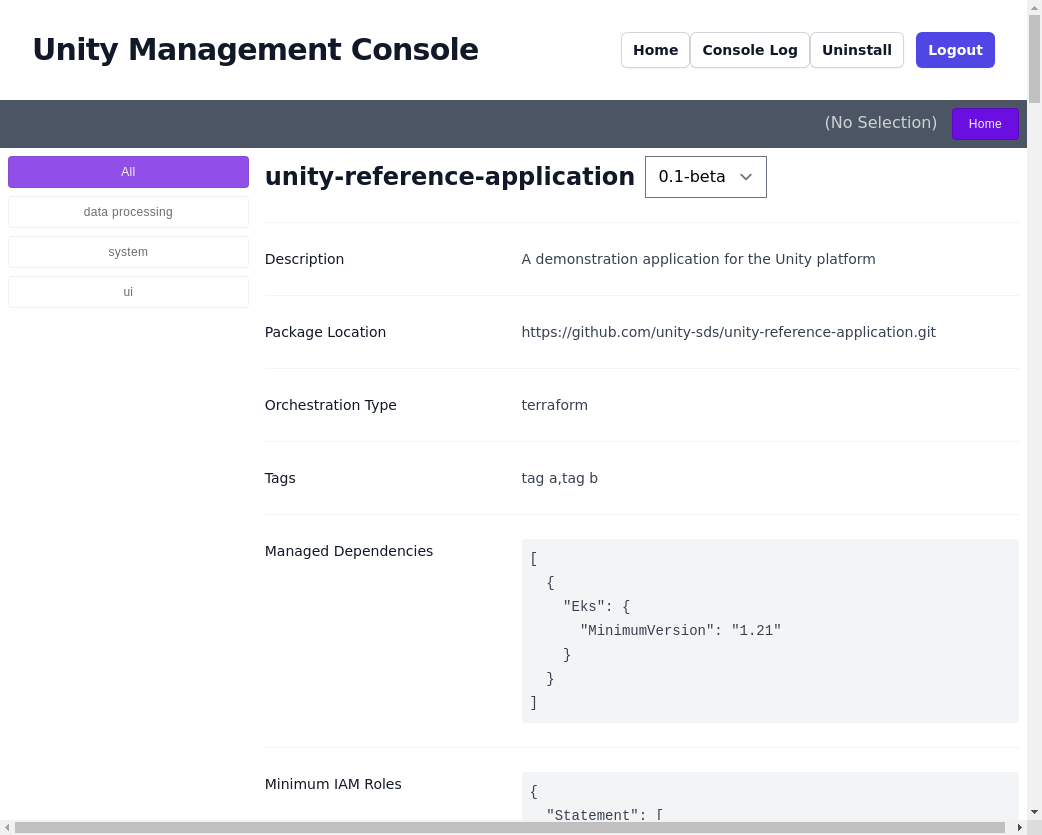 Unity Management Console
Home
Console Log
Uninstall
Logout
(No Selection)
Home
All
data processing
system
ui
unity-reference-application
0.1-beta
Description
A demonstration application for the Unity platform
Package Location
https://github.com/unity-sds/unity-reference-application.git
Orchestration Type
terraform
Tags
tag a,tag b
Managed Dependencies
[
  {
    "Eks": {
      "MinimumVersion": "1.21"
    }
  }
]
Minimum IAM Roles
{
  "Statement": [